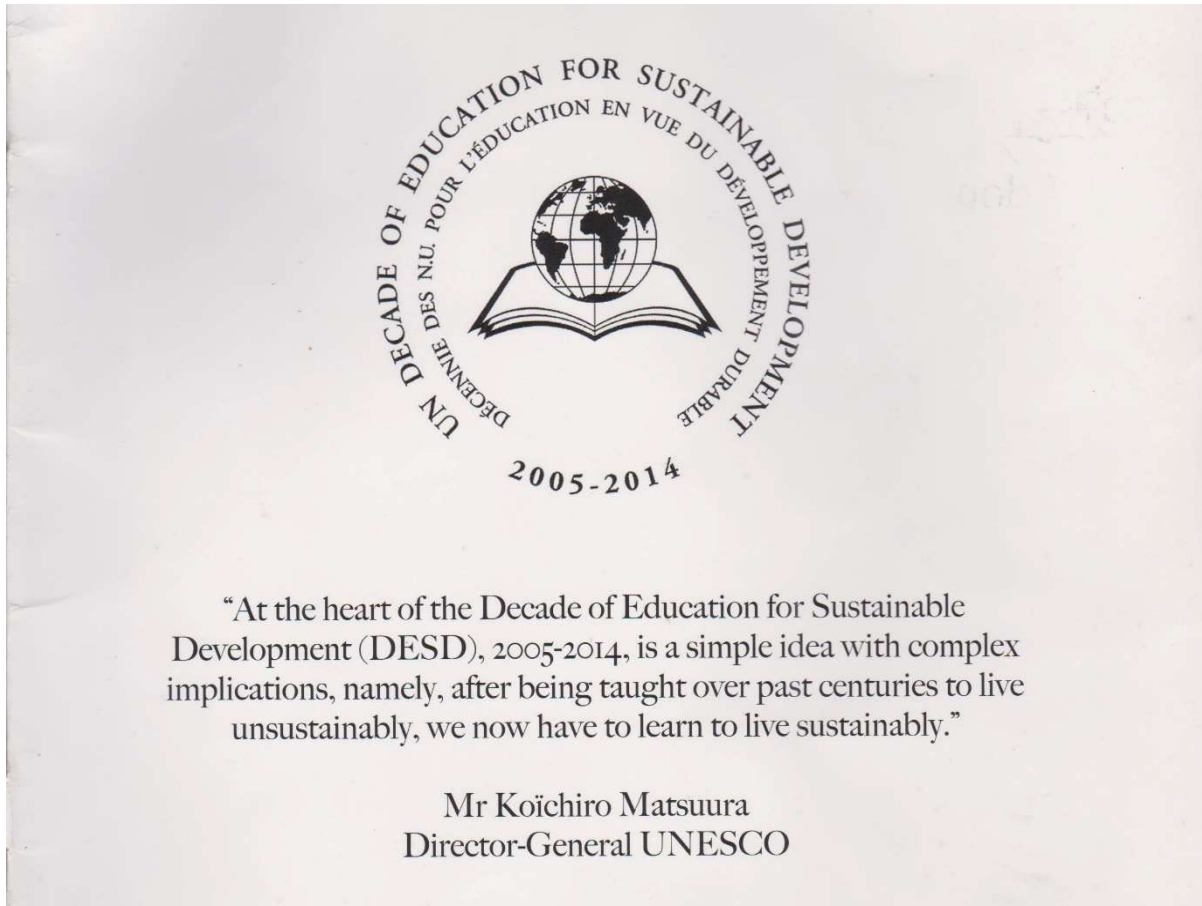 UN DECADE OF EDUCATION FOR SUSTAINABLE DEVELOPMENT
DÉCENNIE DES N.U. POUR L'ÉDUCATION EN VUE DU DÉVELOPPEMENT DURABLE
2005-2014
“At the heart of the Decade of Education for Sustainable
Development (DESD), 2005-2014, is a simple idea with complex
implications, namely, after being taught over past centuries to live
unsustainably, we now have to learn to live sustainably.”
Mr Koïchiro Matsuura
Director-General UNESCO